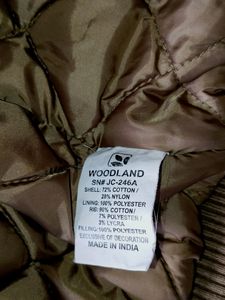 WOODLAND
SN# JC-246A
SHELL: 72% COTTON /
28% NYLON
LINING: 100% POLYESTER
RIB: 90% COTTON /
7% POLYESTER /
3% LYCRA
FILLING: 100% POLYESTER
EXCLUSIVE OF DECORATION
MADE IN INDIA